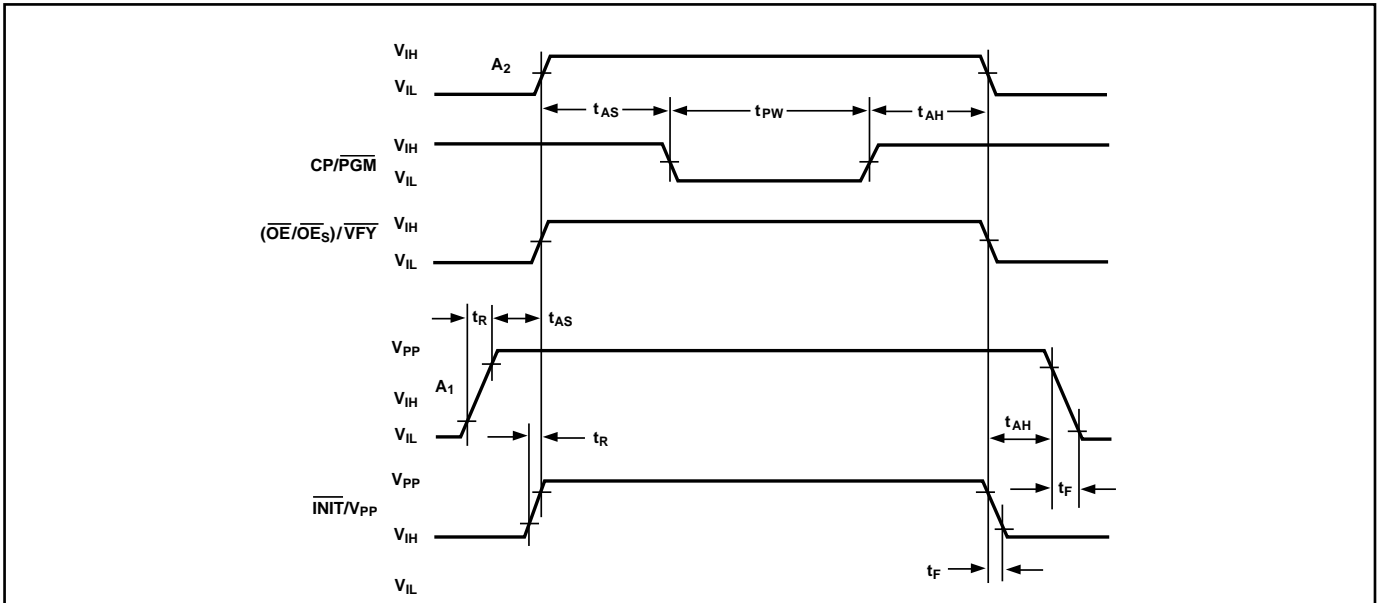 VIH
A2
VIL
tAS tPW tAH
VIH
CP/PGM
VIL
VIH
(OE/OES)/VFY
VIL
tR tAS
VPP
A1
VIH
VIL
tR
tAH
VPP
INIT/VPP
tF
VIH
tF
VIL